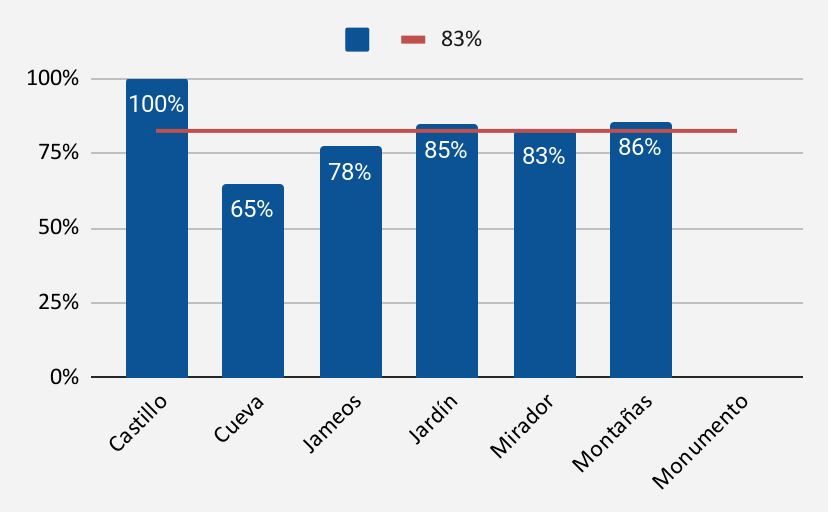 83%
100%
75%
50%
25%
0%
100%
65%
78%
85%
83%
86%
Castillo
Cueva
Jameos
Jardín
Mirador
Montañas
Monumento